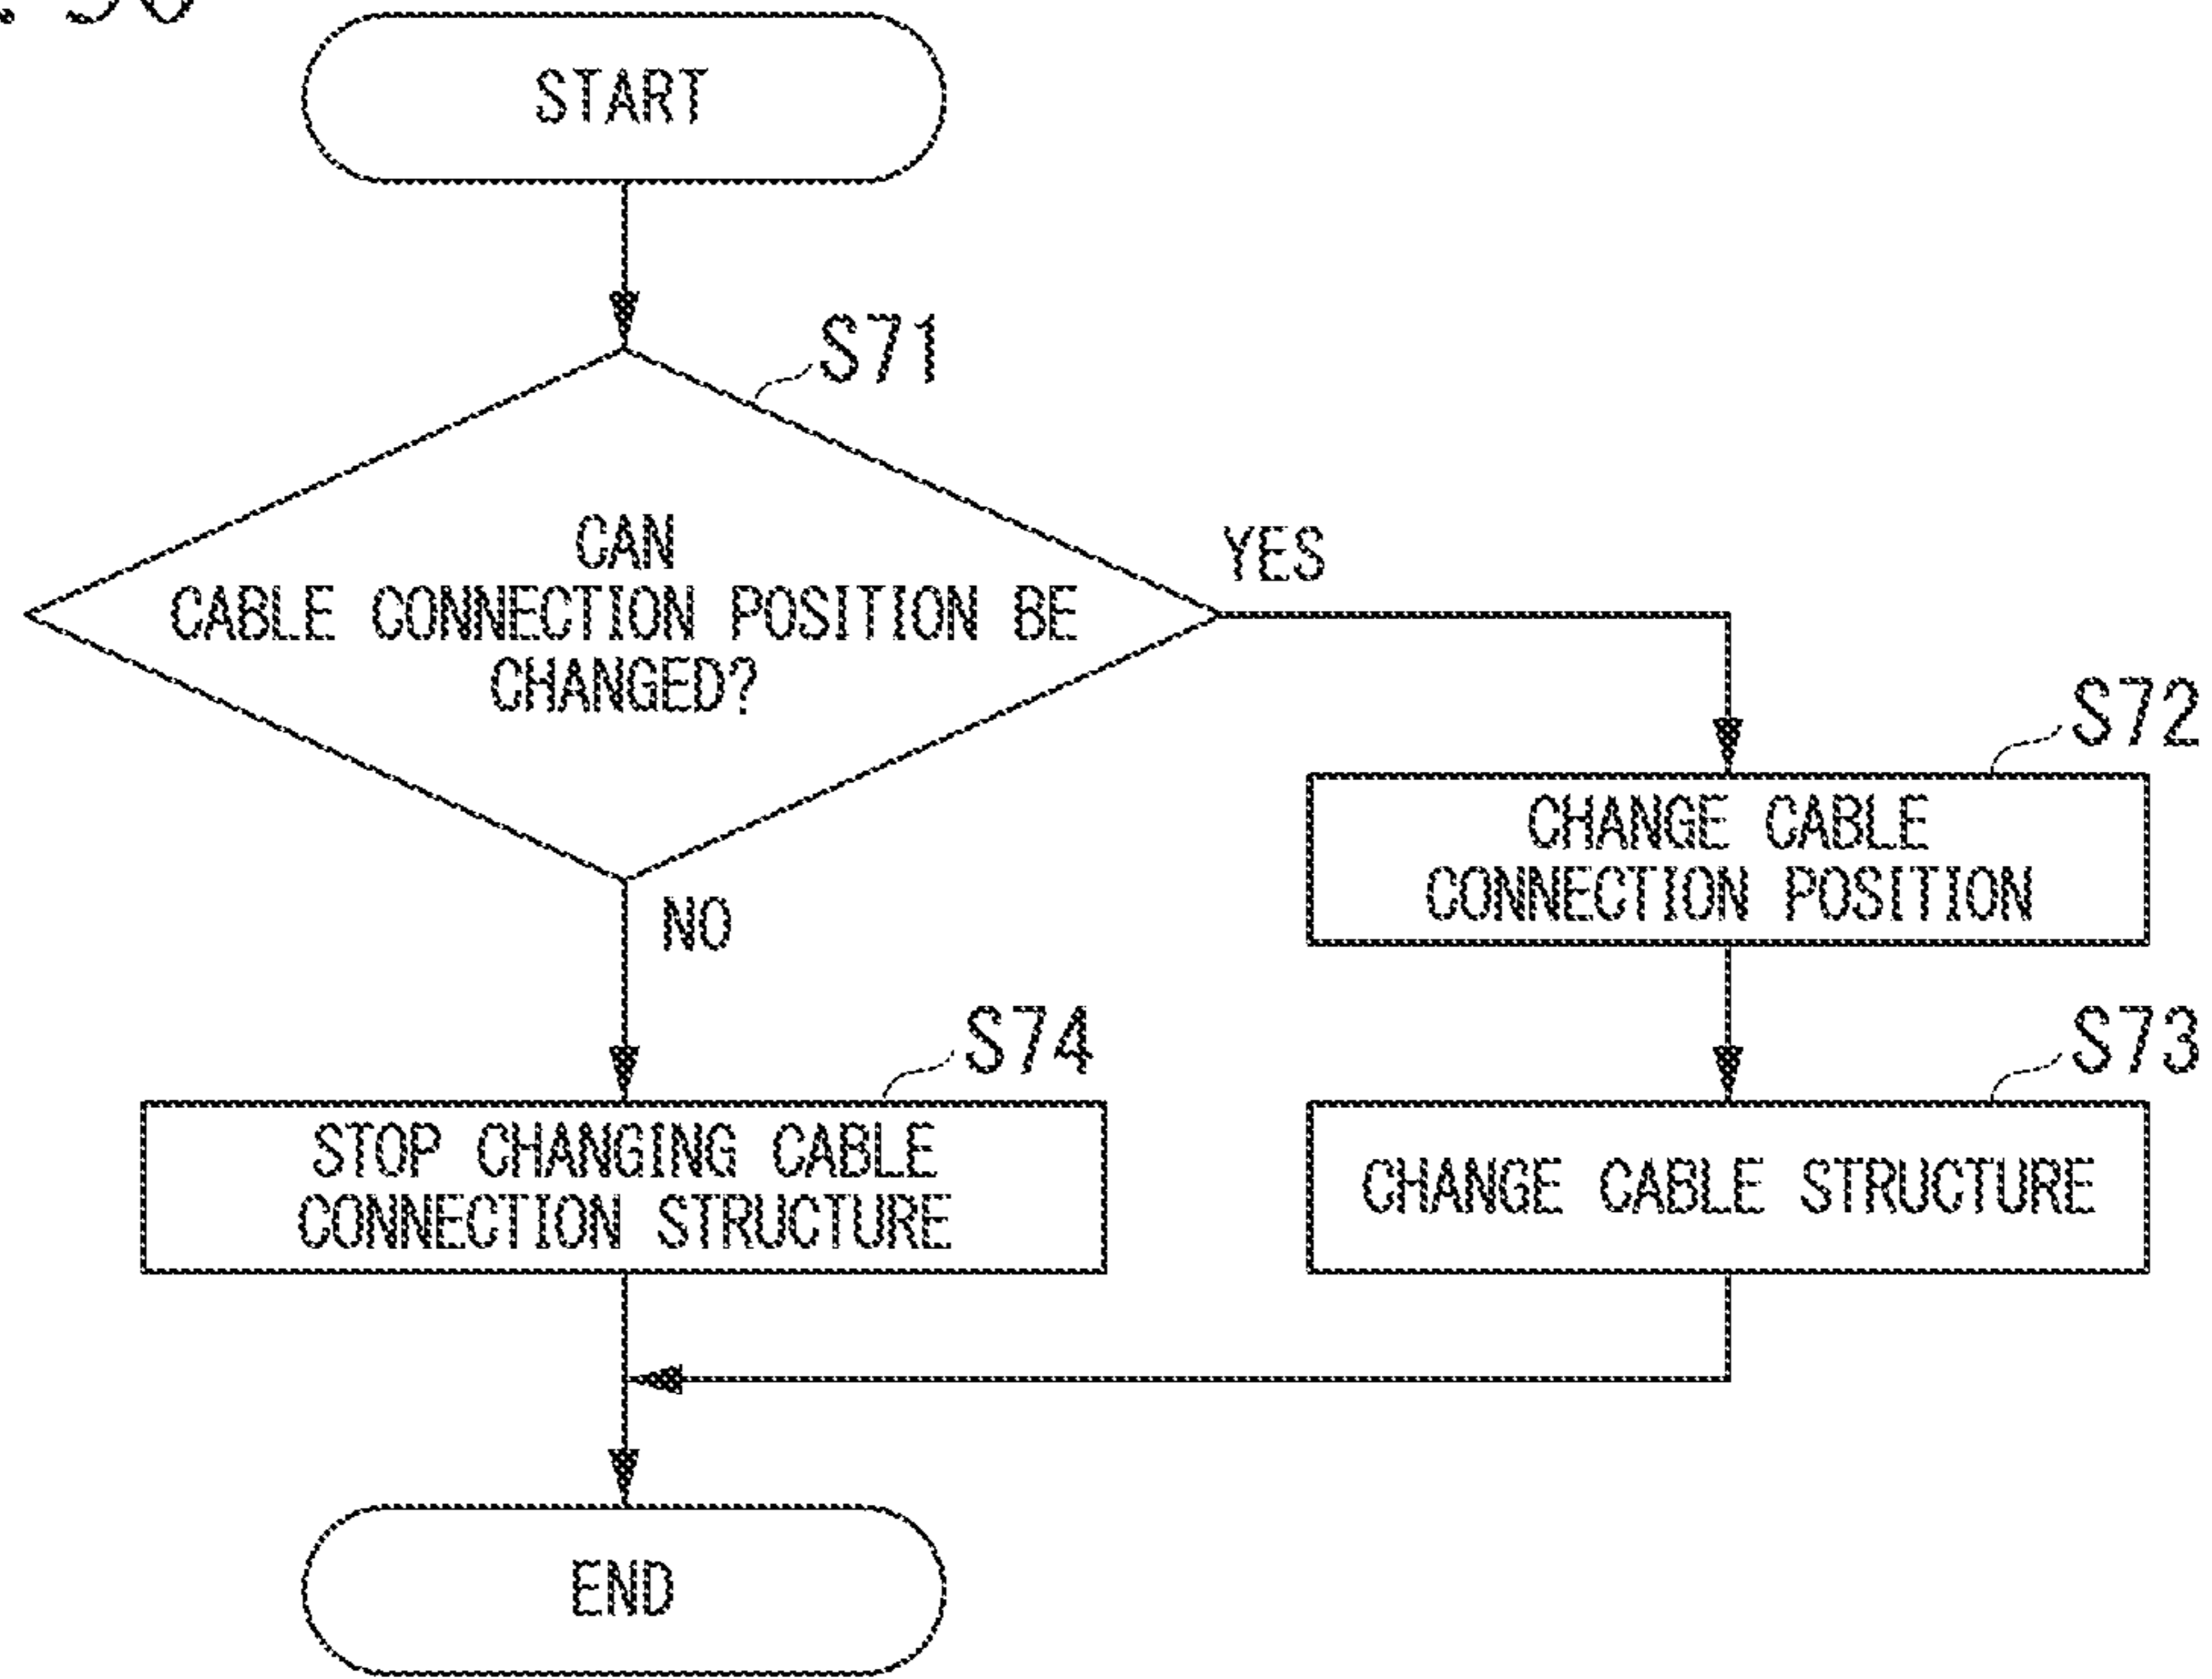 START
S71
CAN
CABLE CONNECTION POSITION BE
CHANGED?
YES
S72
CHANGE CABLE
CONNECTION POSITION
NO
S74
STOP CHANGING CABLE
CONNECTION STRUCTURE
S73
CHANGE CABLE STRUCTURE
END